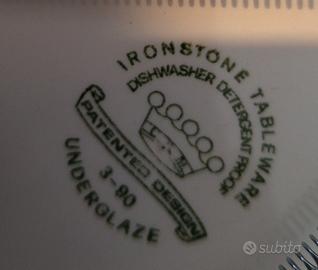 IRONSTONE TABLEWARE
DISHWASHER DETERGENT PROOF
PATENTED DESIGN
3-80
UNDERGLAZE
subito